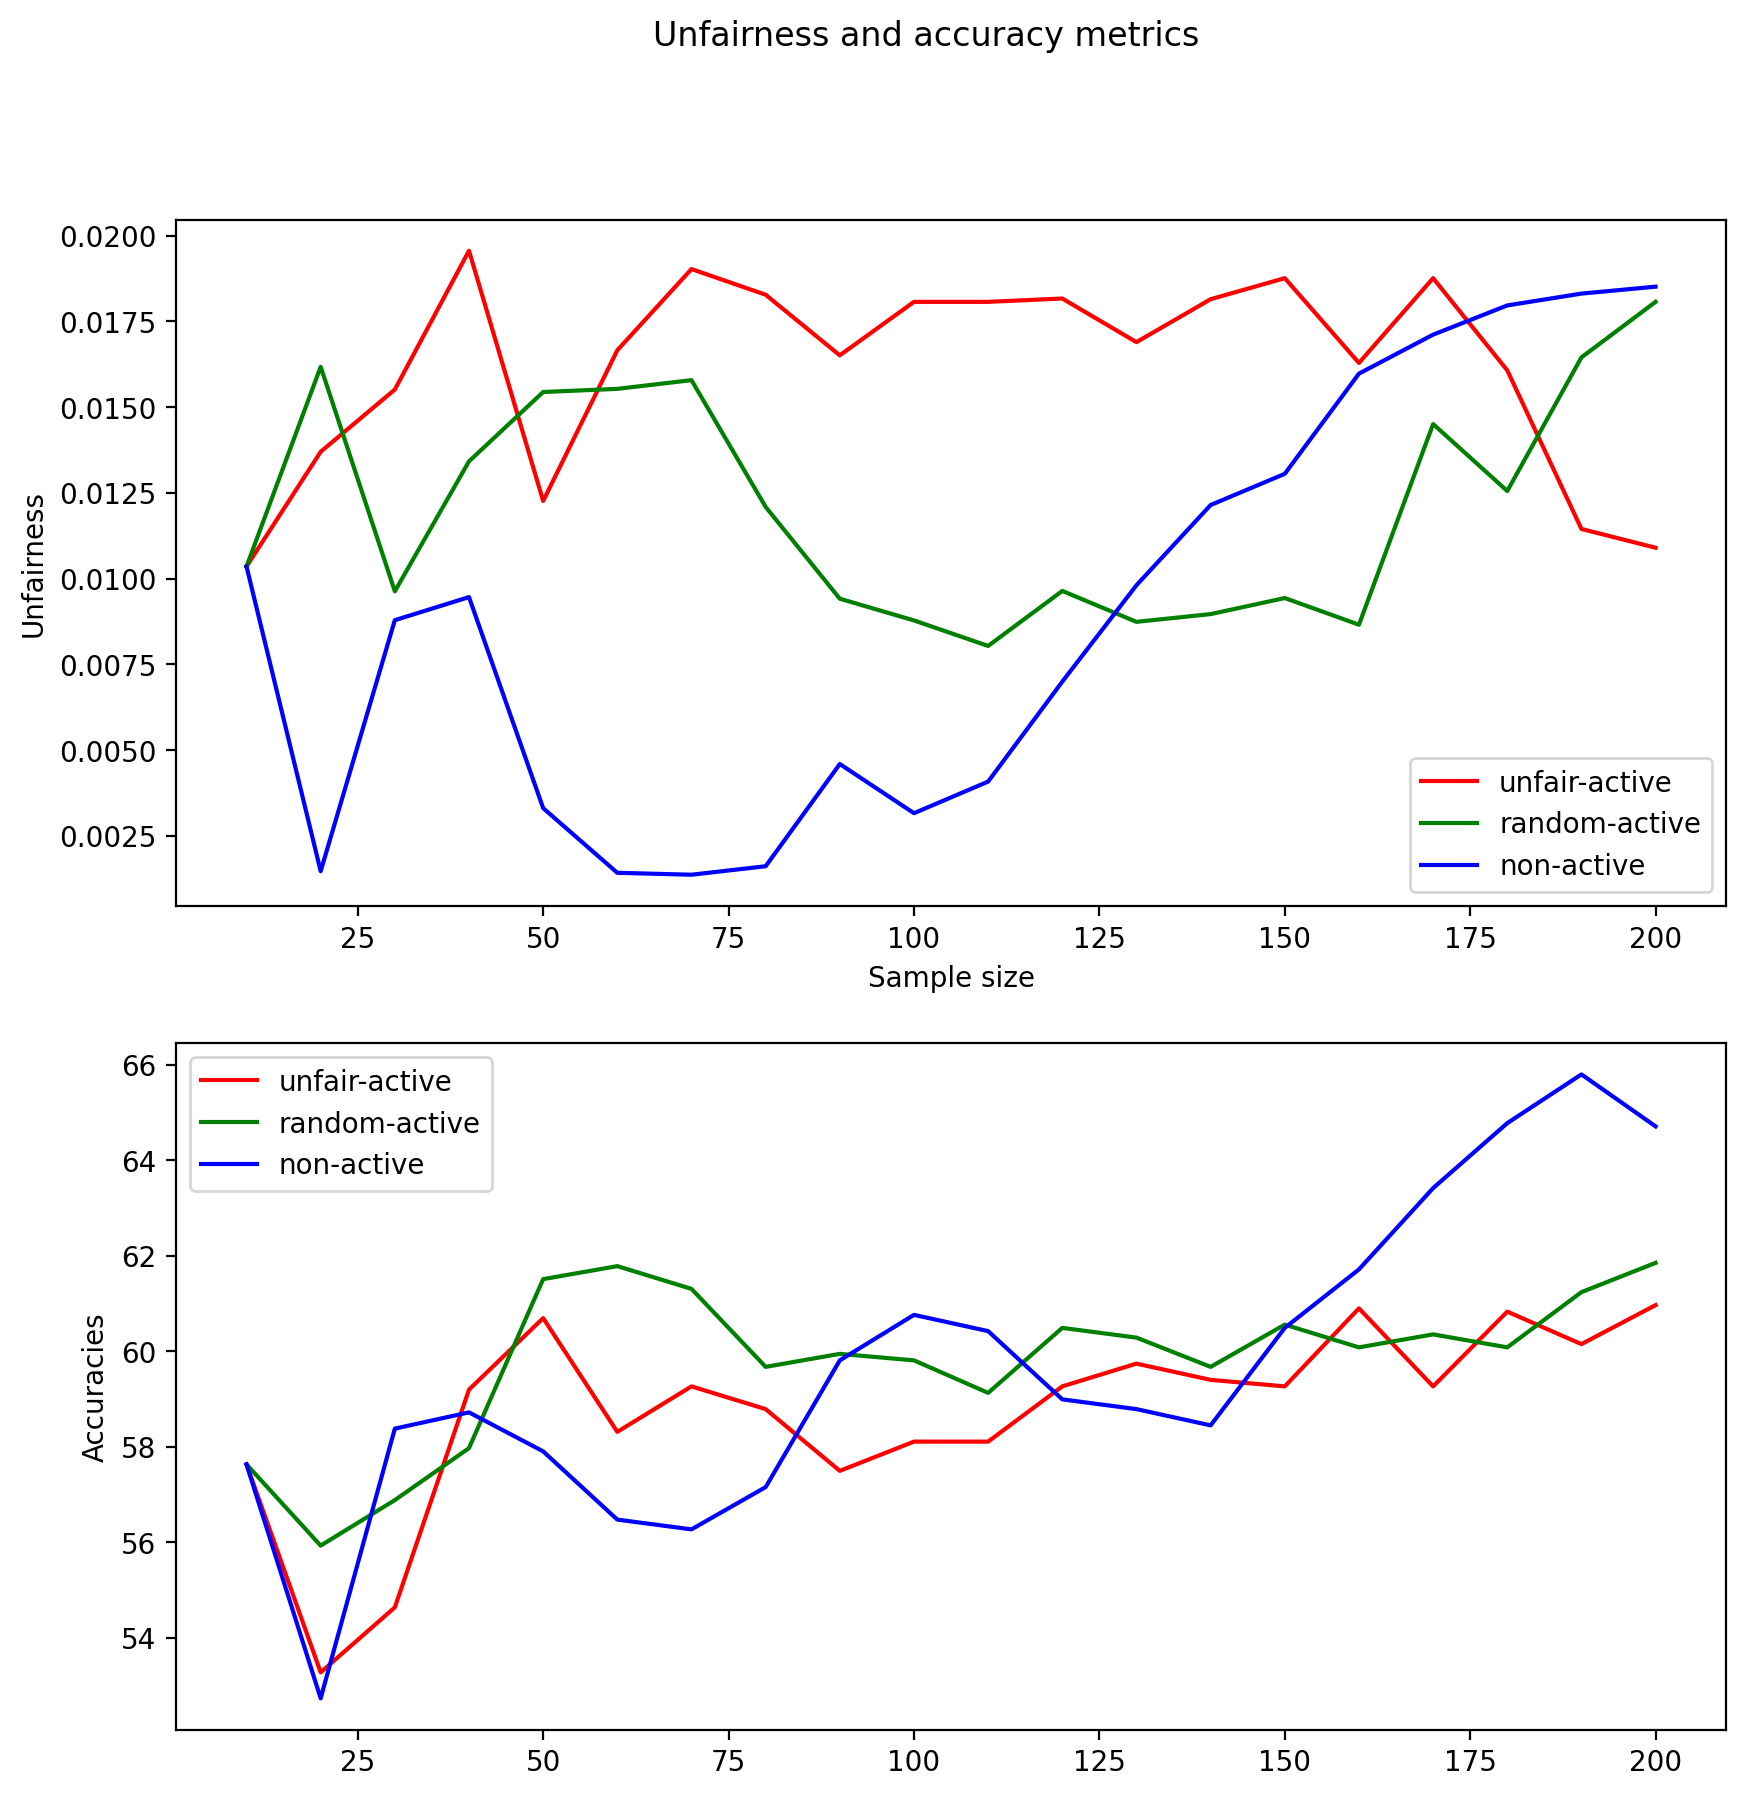 Unfairness and accuracy metrics
0.0200
0.0175
0.0150
0.0125
0.0100
0.0075
0.0050
0.0025
Unfairness
unfair-active
random-active
non-active
25 50 75 100 125 150 175 200
Sample size
66
64
62
60
58
56
54
Accuracies
unfair-active
random-active
non-active
25 50 75 100 125 150 175 200